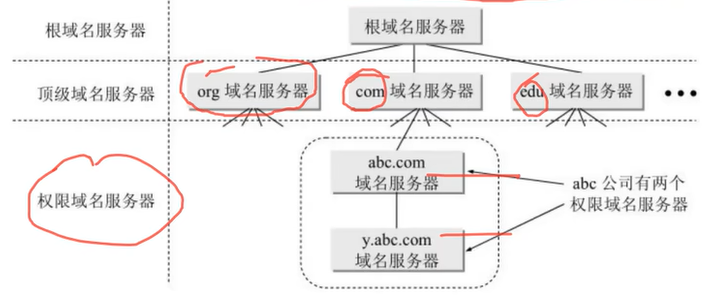 根域名服务器
根域名服务器
顶级域名服务器
org 域名服务器
com 域名服务器
edu 域名服务器
•••
权限域名服务器
abc.com
域名服务器
y.abc.com
域名服务器
abc 公司有两个
权限域名服务器